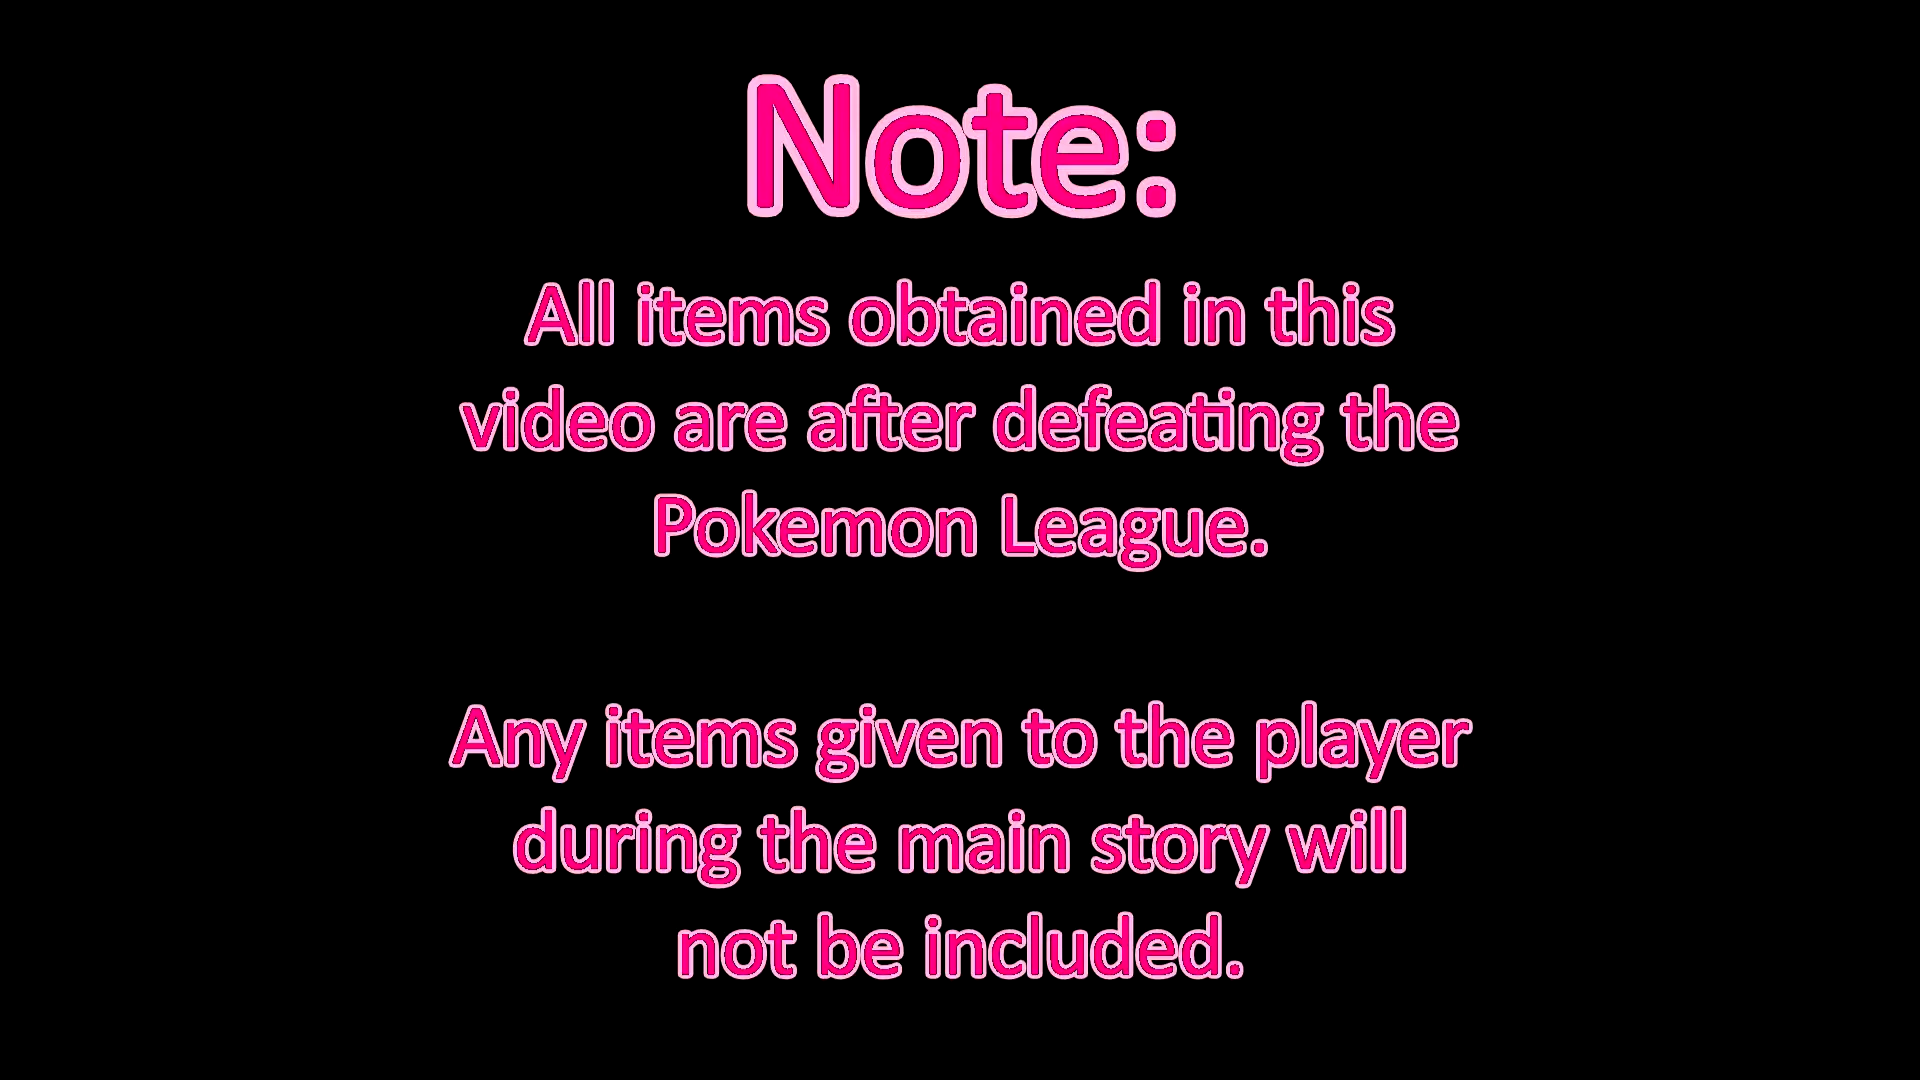 Note:
All items obtained in this
video are after defeating the
Pokemon League.
Any items given to the player
during the main story will
not be included.